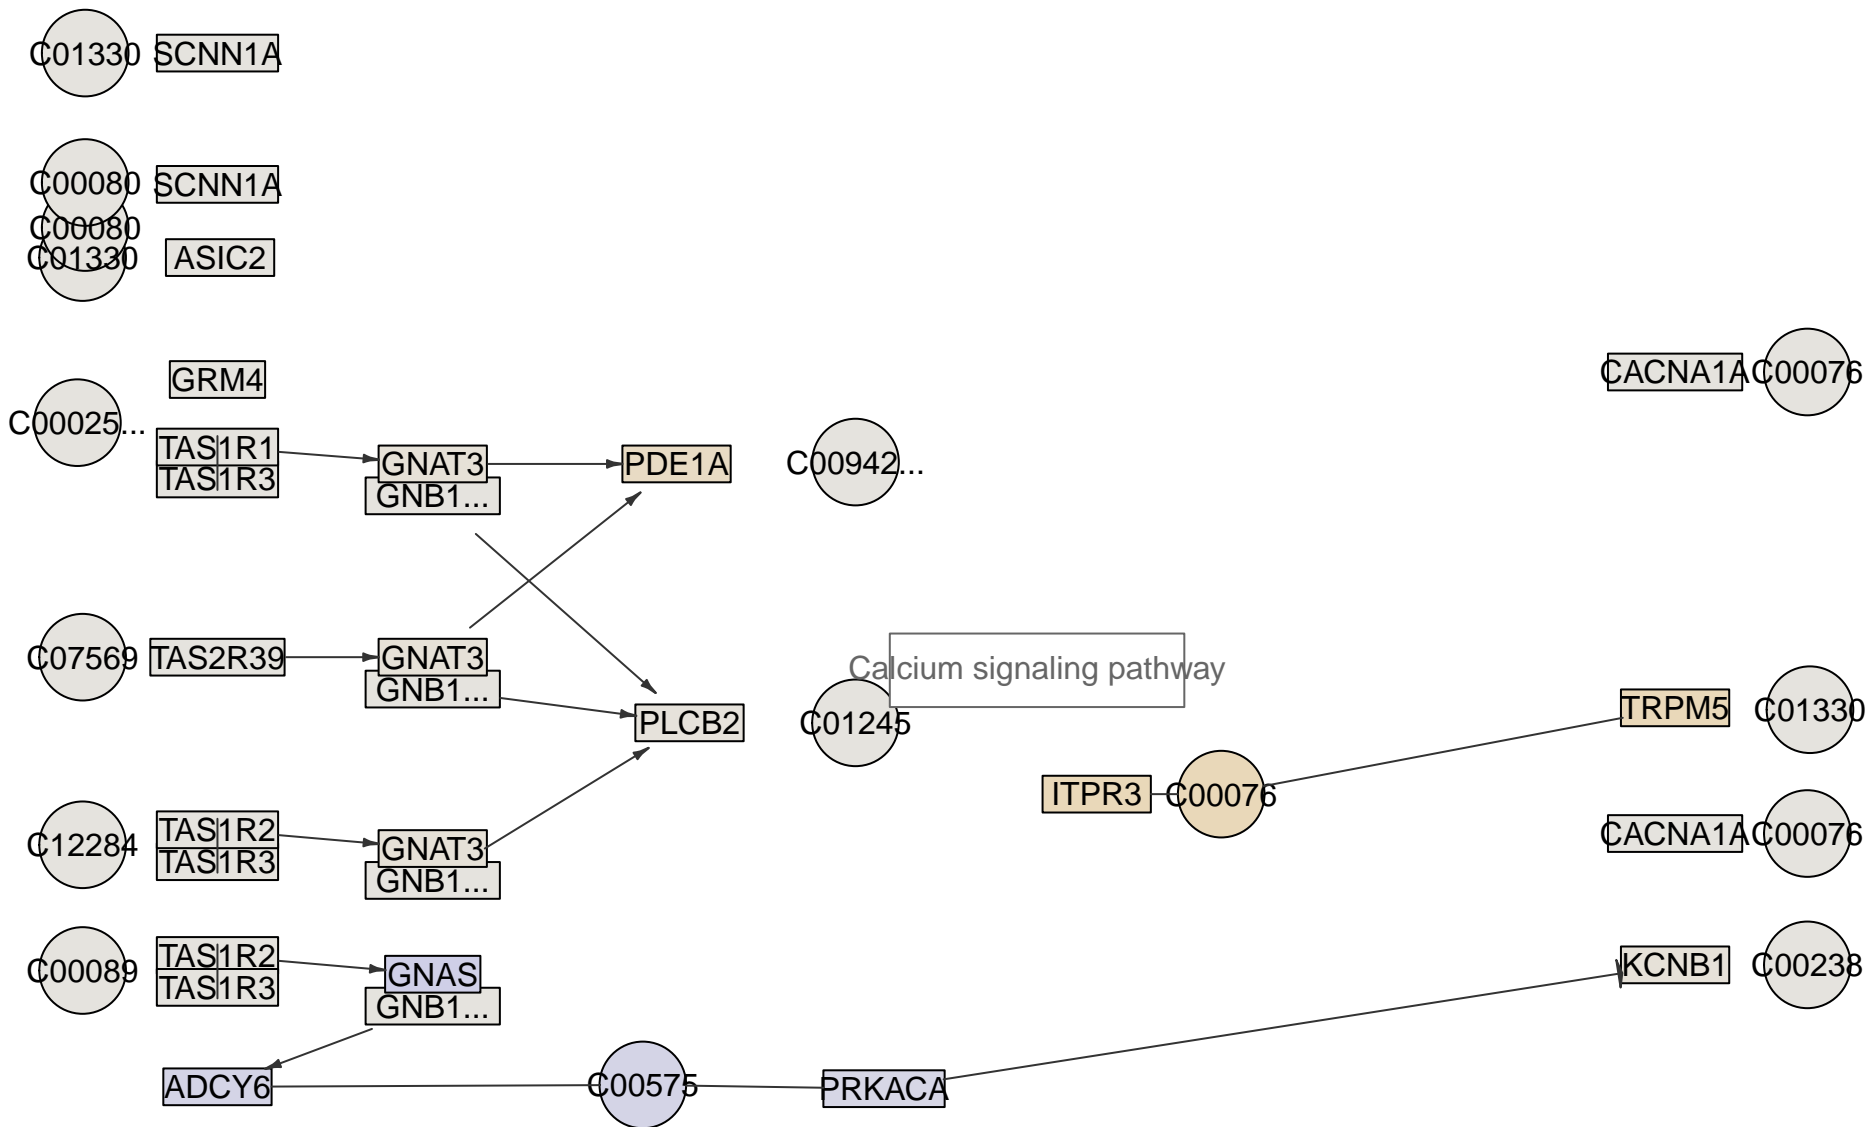 C01330 SCNN1A
C00080 SCNN1A
C00080
C01330 ASIC2
GRM4
CACNA1A C00076
C00025...
TAS1R1
TAS1R3
GNAT3
GNB1...
PDE1A
C00942...
C07569 TAS2R39
GNAT3
GNB1...
Calcium signaling pathway
PLCB2
C01245
TRPM5 C01330
ITPR3 C00076
C12284
TAS1R2
TAS1R3
GNAT3
GNB1...
CACNA1A C00076
C00089
TAS1R2
TAS1R3
GNAS
GNB1...
KCNB1 C00238
ADCY6
C00575
PRKACA